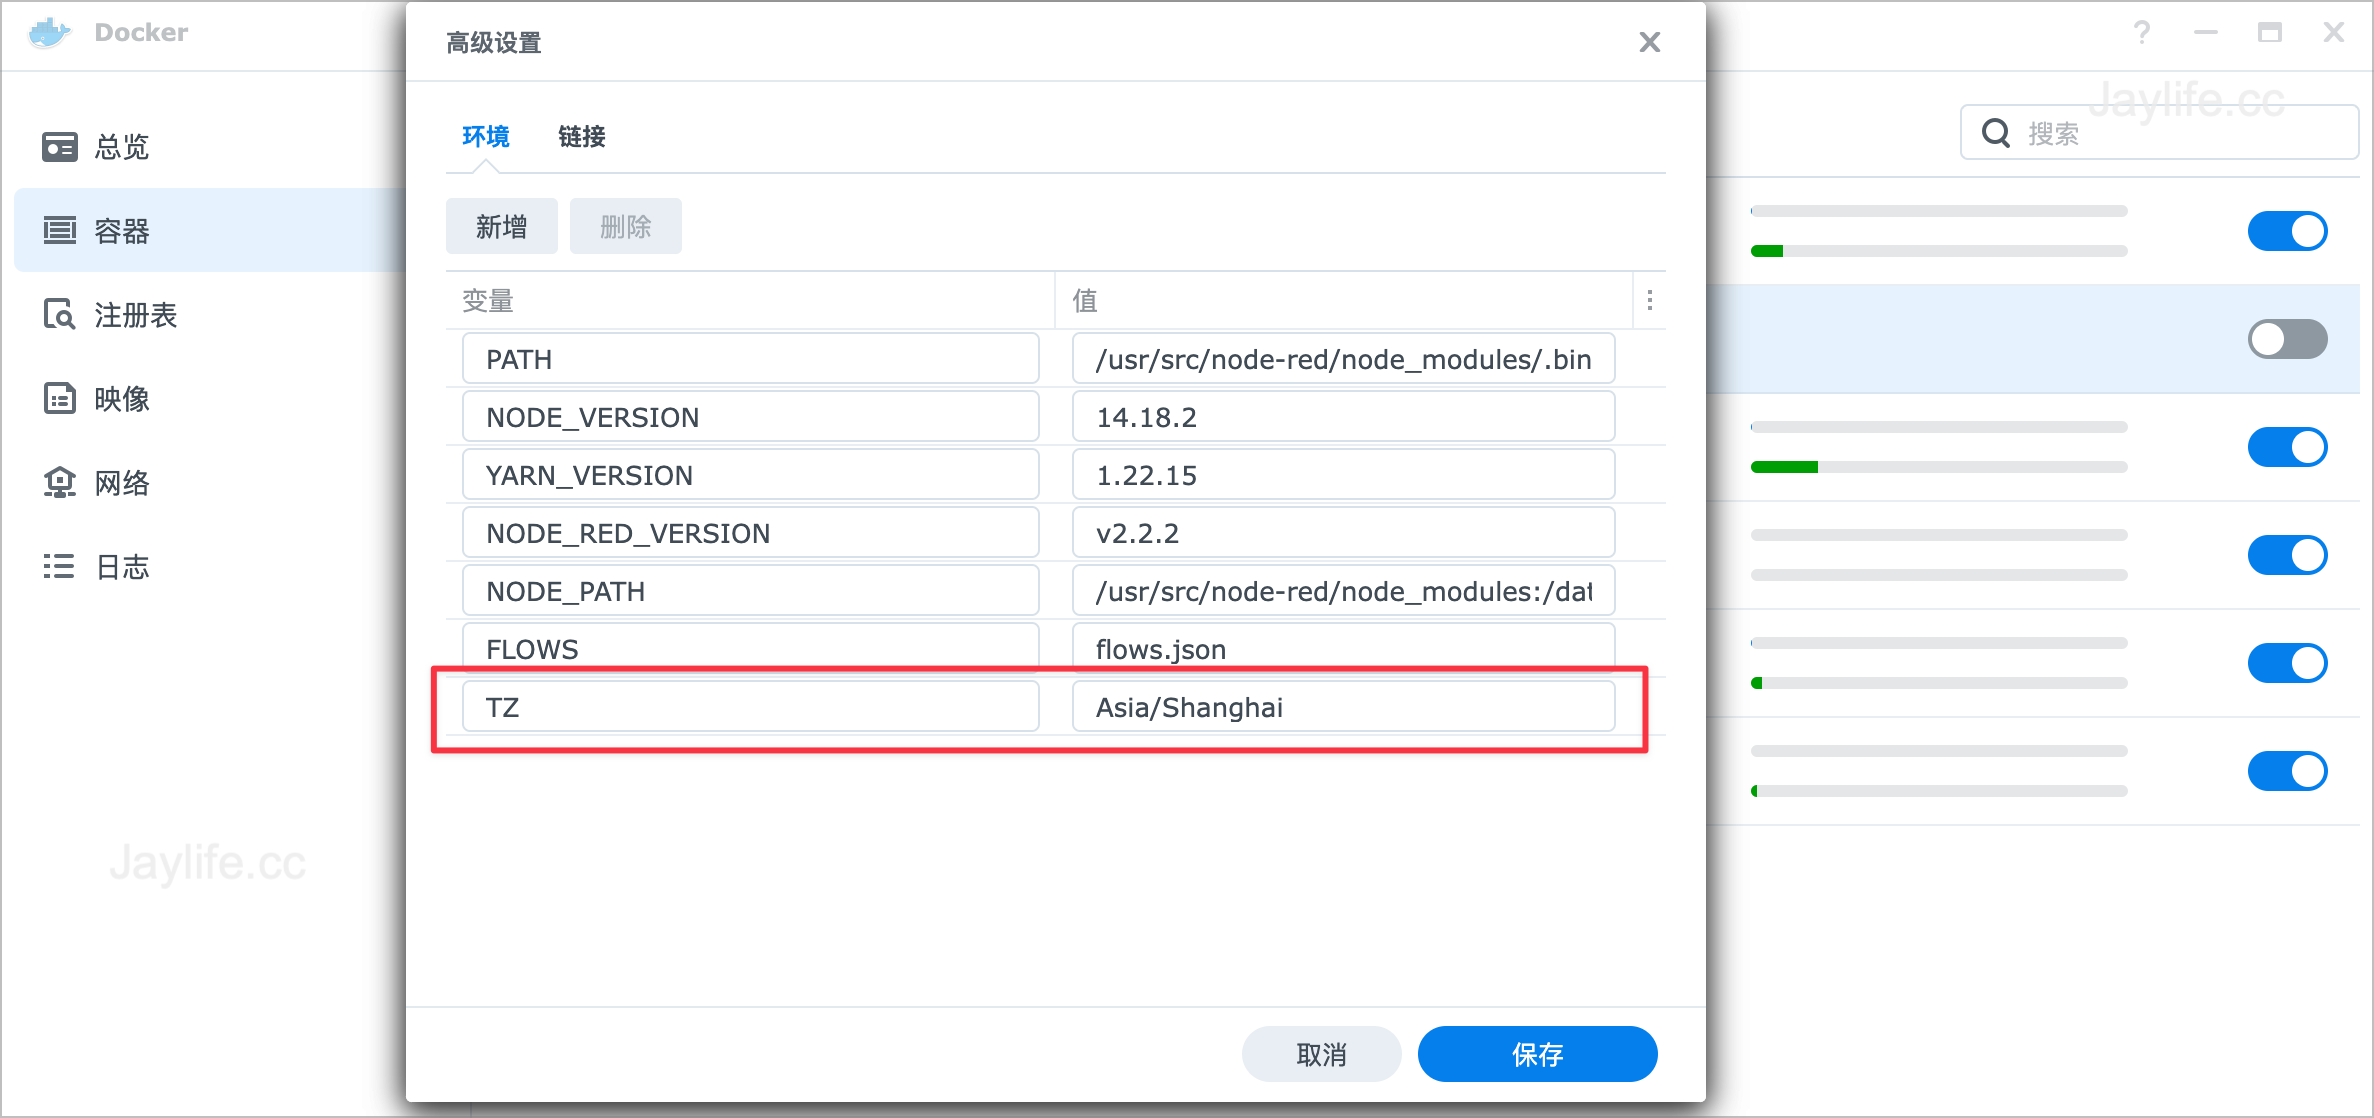 Docker
高级设置
Jaylife.cc
搜索
总览
容器
注册表
映像
网络
日志
环境 链接
新增 删除
变量 值
PATH /usr/src/node-red/node_modules/.bin
NODE_VERSION 14.18.2
YARN_VERSION 1.22.15
NODE_RED_VERSION v2.2.2
NODE_PATH /usr/src/node-red/node_modules:/dat
FLOWS flows.json
TZ Asia/Shanghai
Jaylife.cc
取消 保存